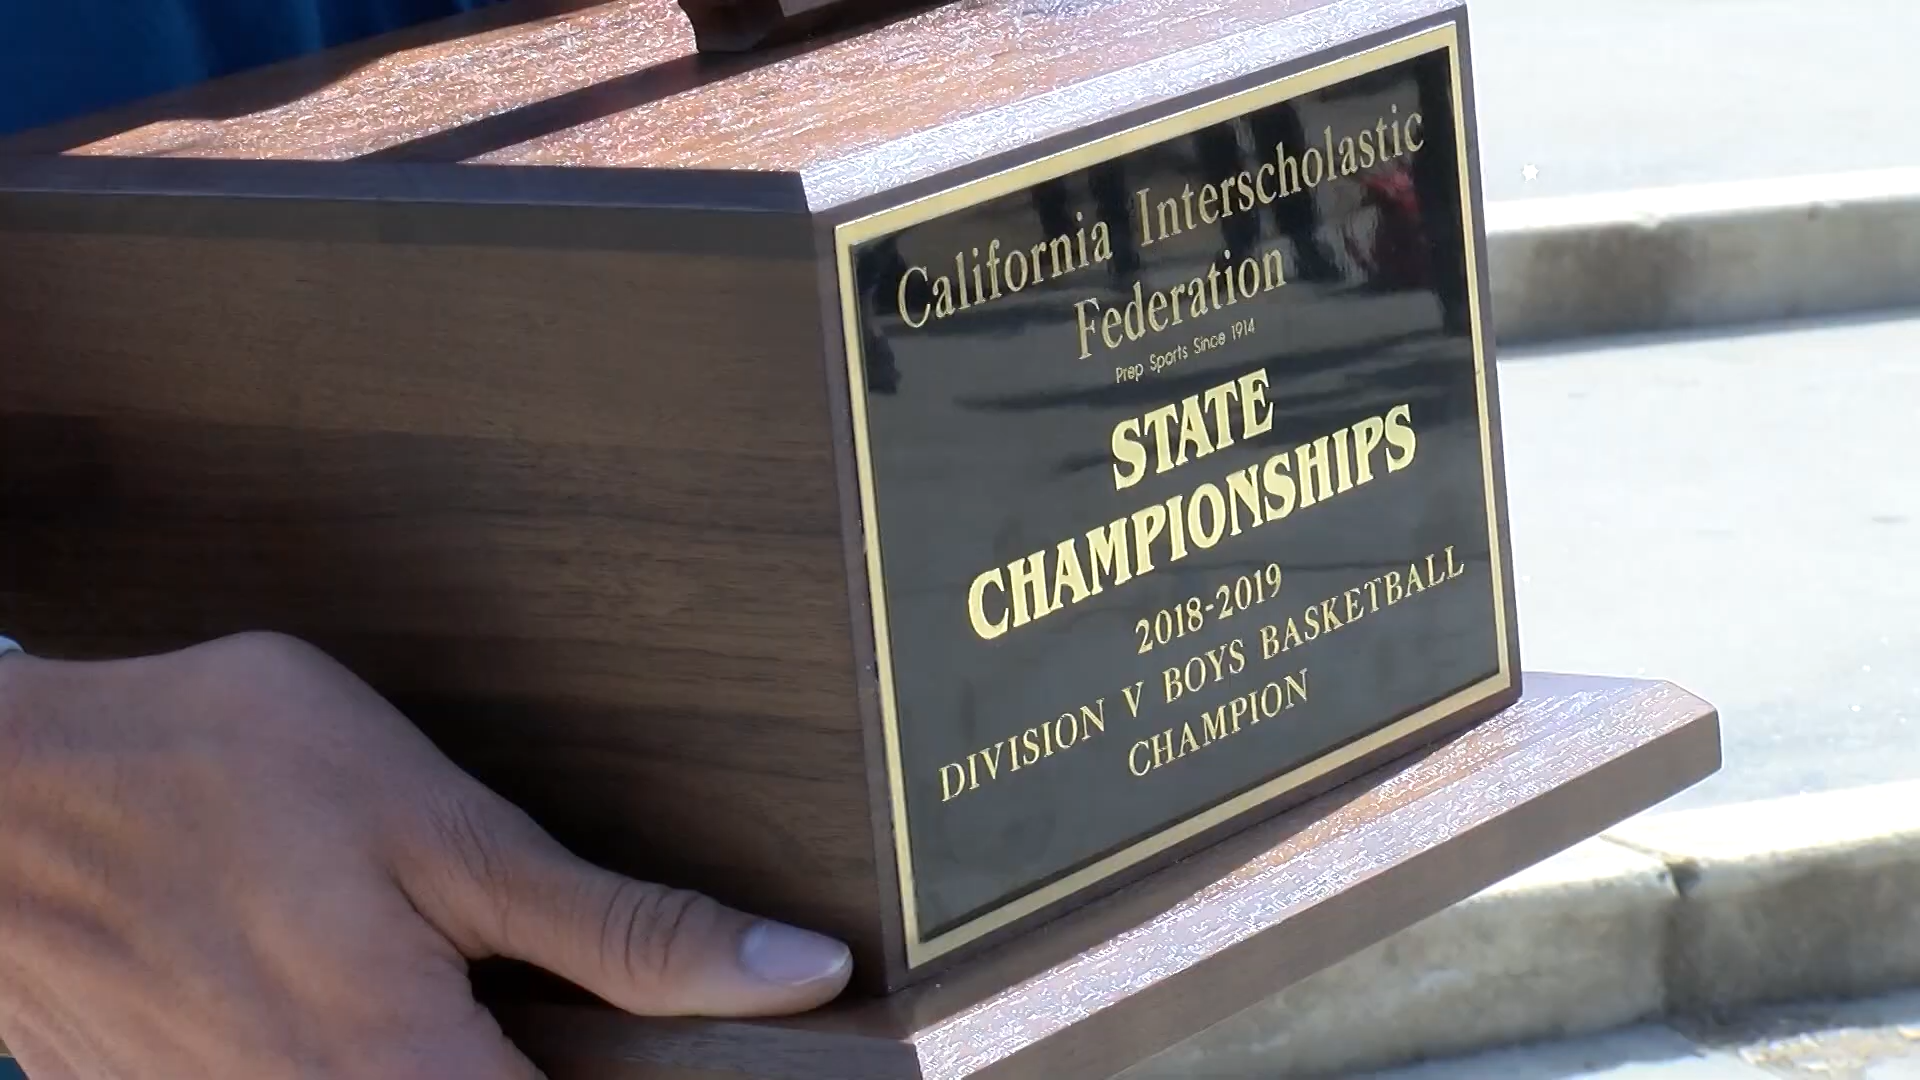 California Interscholastic
Federation
Prep Sports Since 1914
STATE
CHAMPIONSHIPS
2018-2019
DIVISION V BOYS BASKETBALL
CHAMPION